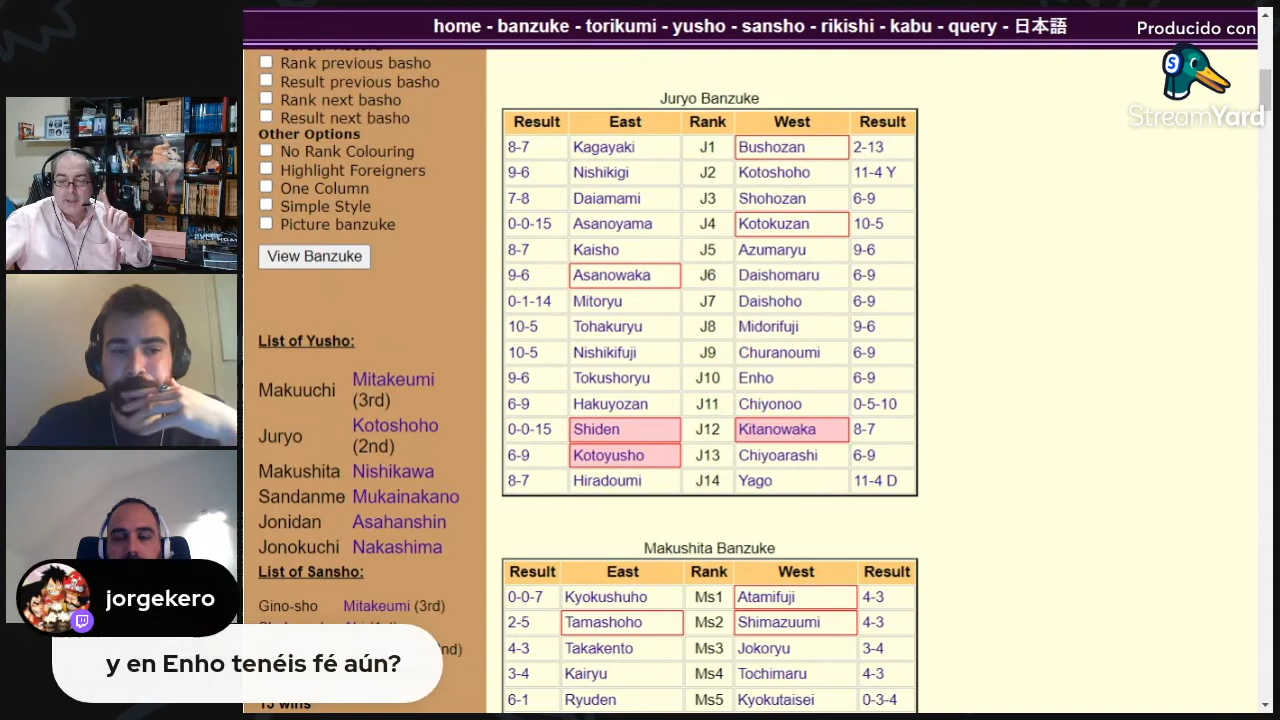 home - banzuke - torikumi - yusho - sansho - rikishi - kabu - query - 日本語
Producido con
StreamYard
Rank previous basho
Result previous basho
Rank next basho
Result next basho
Other Options
No Rank Colouring
Highlight Foreigners
One Column
Simple Style
Picture banzuke
View Banzuke
List of Yusho:
Makuuchi Mitakeumi (3rd)
Juryo Kotoshoho (2nd)
Makushita Nishikawa
Sandanme Mukainakano
Jonidan Asahanshin
Jonokuchi Nakashima
List of Sansho:
Gino-sho Mitakeumi (3rd)
Juryo Banzuke
Result East Rank West Result
8-7 Kagayaki J1 Bushozan 2-13
9-6 Nishikigi J2 Kotoshoho 11-4 Y
7-8 Daiamami J3 Shohozan 6-9
0-0-15 Asanoyama J4 Kotokuzan 10-5
8-7 Kaisho J5 Azumaryu 9-6
9-6 Asanowaka J6 Daishomaru 6-9
0-1-14 Mitoryu J7 Daishoho 6-9
10-5 Tohakuryu J8 Midorifuji 9-6
10-5 Nishikifuji J9 Churanoumi 6-9
9-6 Tokushoryu J10 Enho 6-9
6-9 Hakuyozan J11 Chiyonoo 0-5-10
0-0-15 Shiden J12 Kitanowaka 8-7
6-9 Kotoyusho J13 Chiyoarashi 6-9
8-7 Hiradoumi J14 Yago 11-4 D
Makushita Banzuke
Result East Rank West Result
0-0-7 Kyokushuho Ms1 Atamifuji 4-3
2-5 Tamashoho Ms2 Shimazuumi 4-3
4-3 Takakento Ms3 Jokoryu 3-4
3-4 Kairyu Ms4 Tochimaru 4-3
6-1 Ryuden Ms5 Kyokutaisei 0-3-4
jorgekero
y en Enho tenéis fé aún?